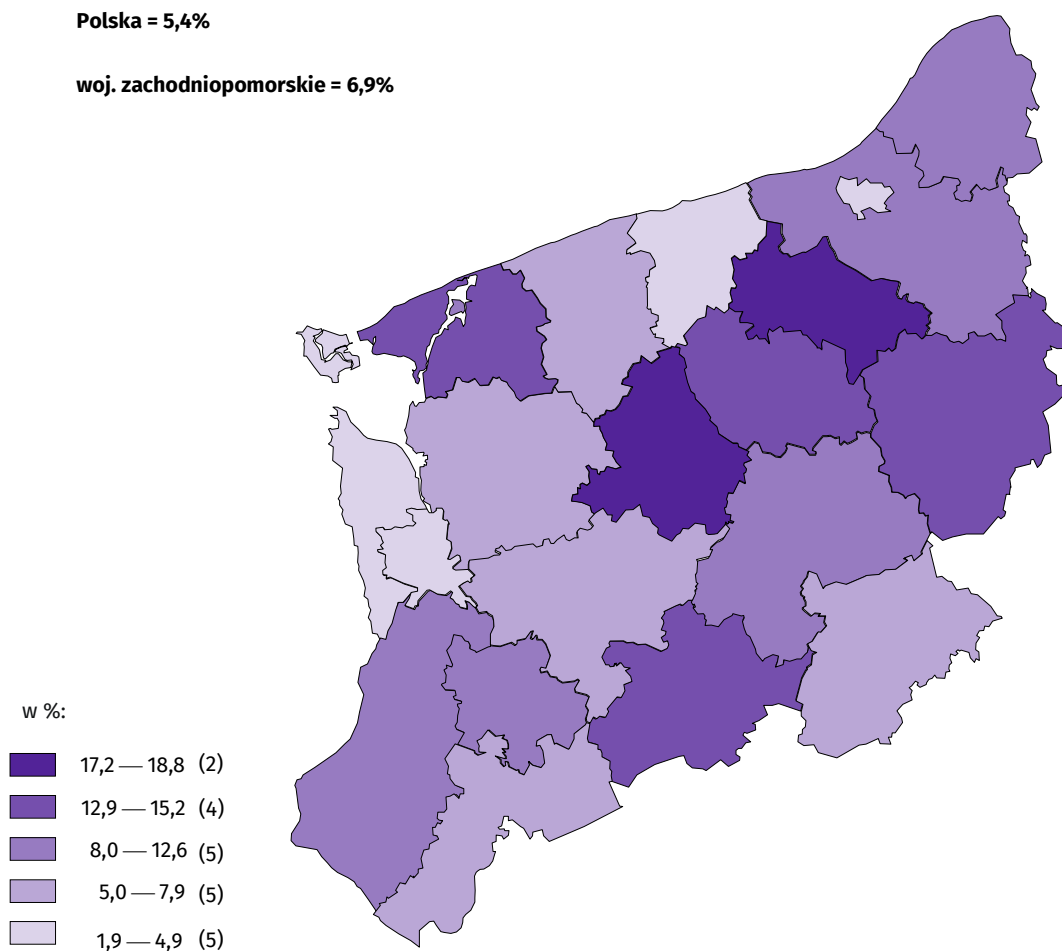 Polska = 5,4%
woj. zachodniopomorskie = 6,9%
w %:
17,2 — 18,8 (2)
12,9 — 15,2 (4)
8,0 — 12,6 (5)
5,0 — 7,9 (5)
1,9 — 4,9 (5)